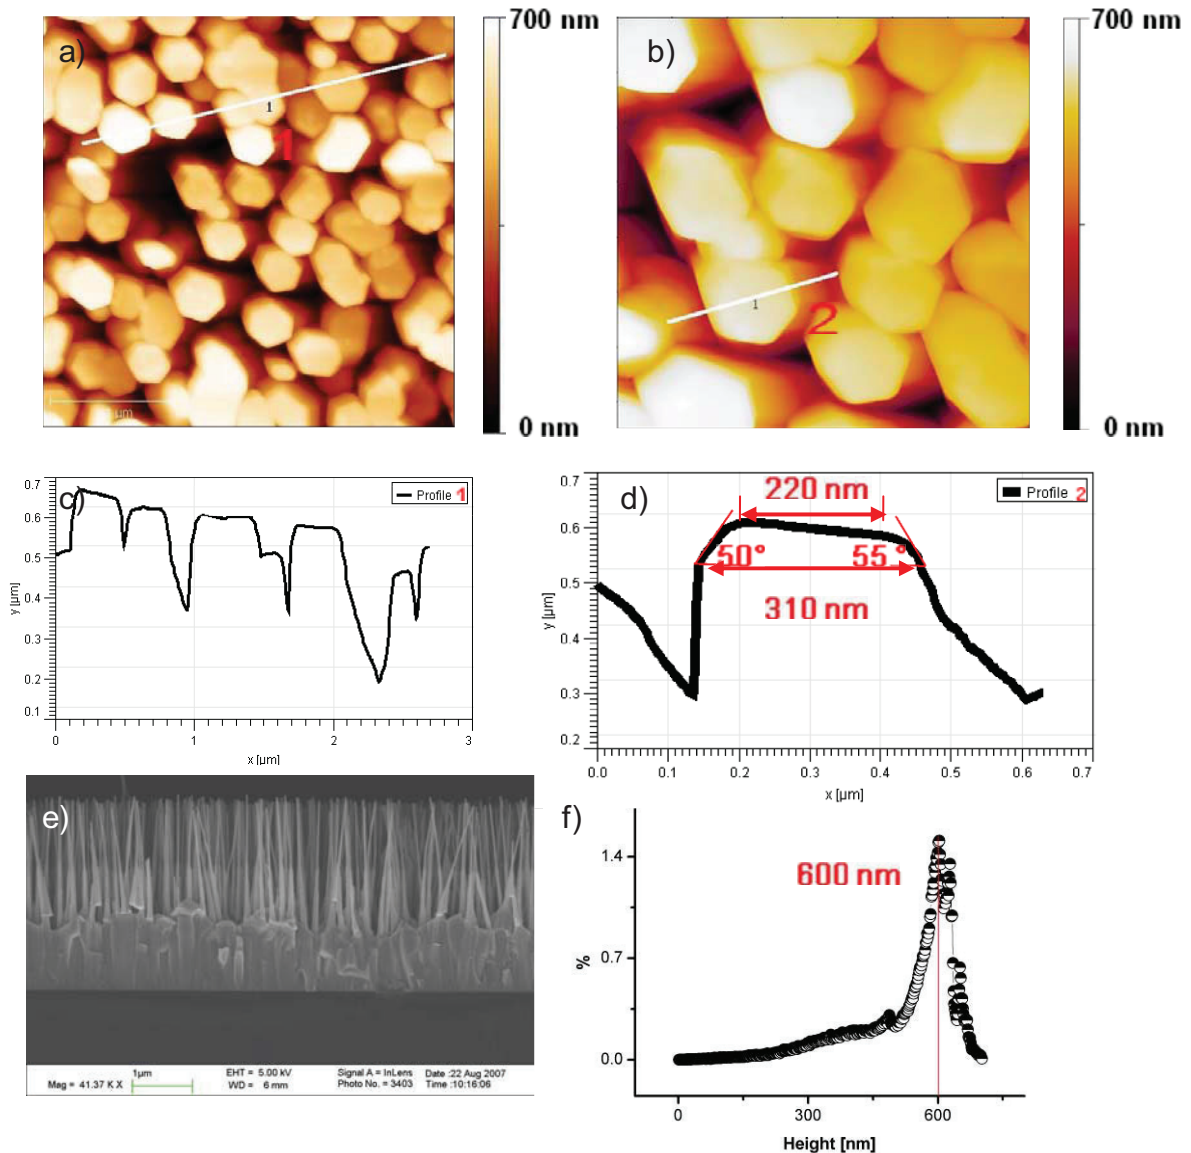 a)
1
1
µm
700 nm
0 nm
b)
1
2
700 nm
0 nm
c)
Profile 1
0.7
0.6
0.5
0.4
0.3
0.2
0.1
y [µm]
0
1
2
3
x [µm]
d)
220 nm
Profile 2
50°
55°
310 nm
0.7
0.6
0.5
0.4
0.3
0.2
y [µm]
0.0
0.1
0.2
0.3
0.4
0.5
0.6
0.7
x [µm]
e)
Mag = 41.37 K X
1µm
EHT = 5.00 kV
WD = 6 mm
Signal A = InLens
Photo No. = 3403
Date :22 Aug 2007
Time :10:16:06
f)
600 nm
1.4
0.7
0.0
%
0
300
600
Height [nm]